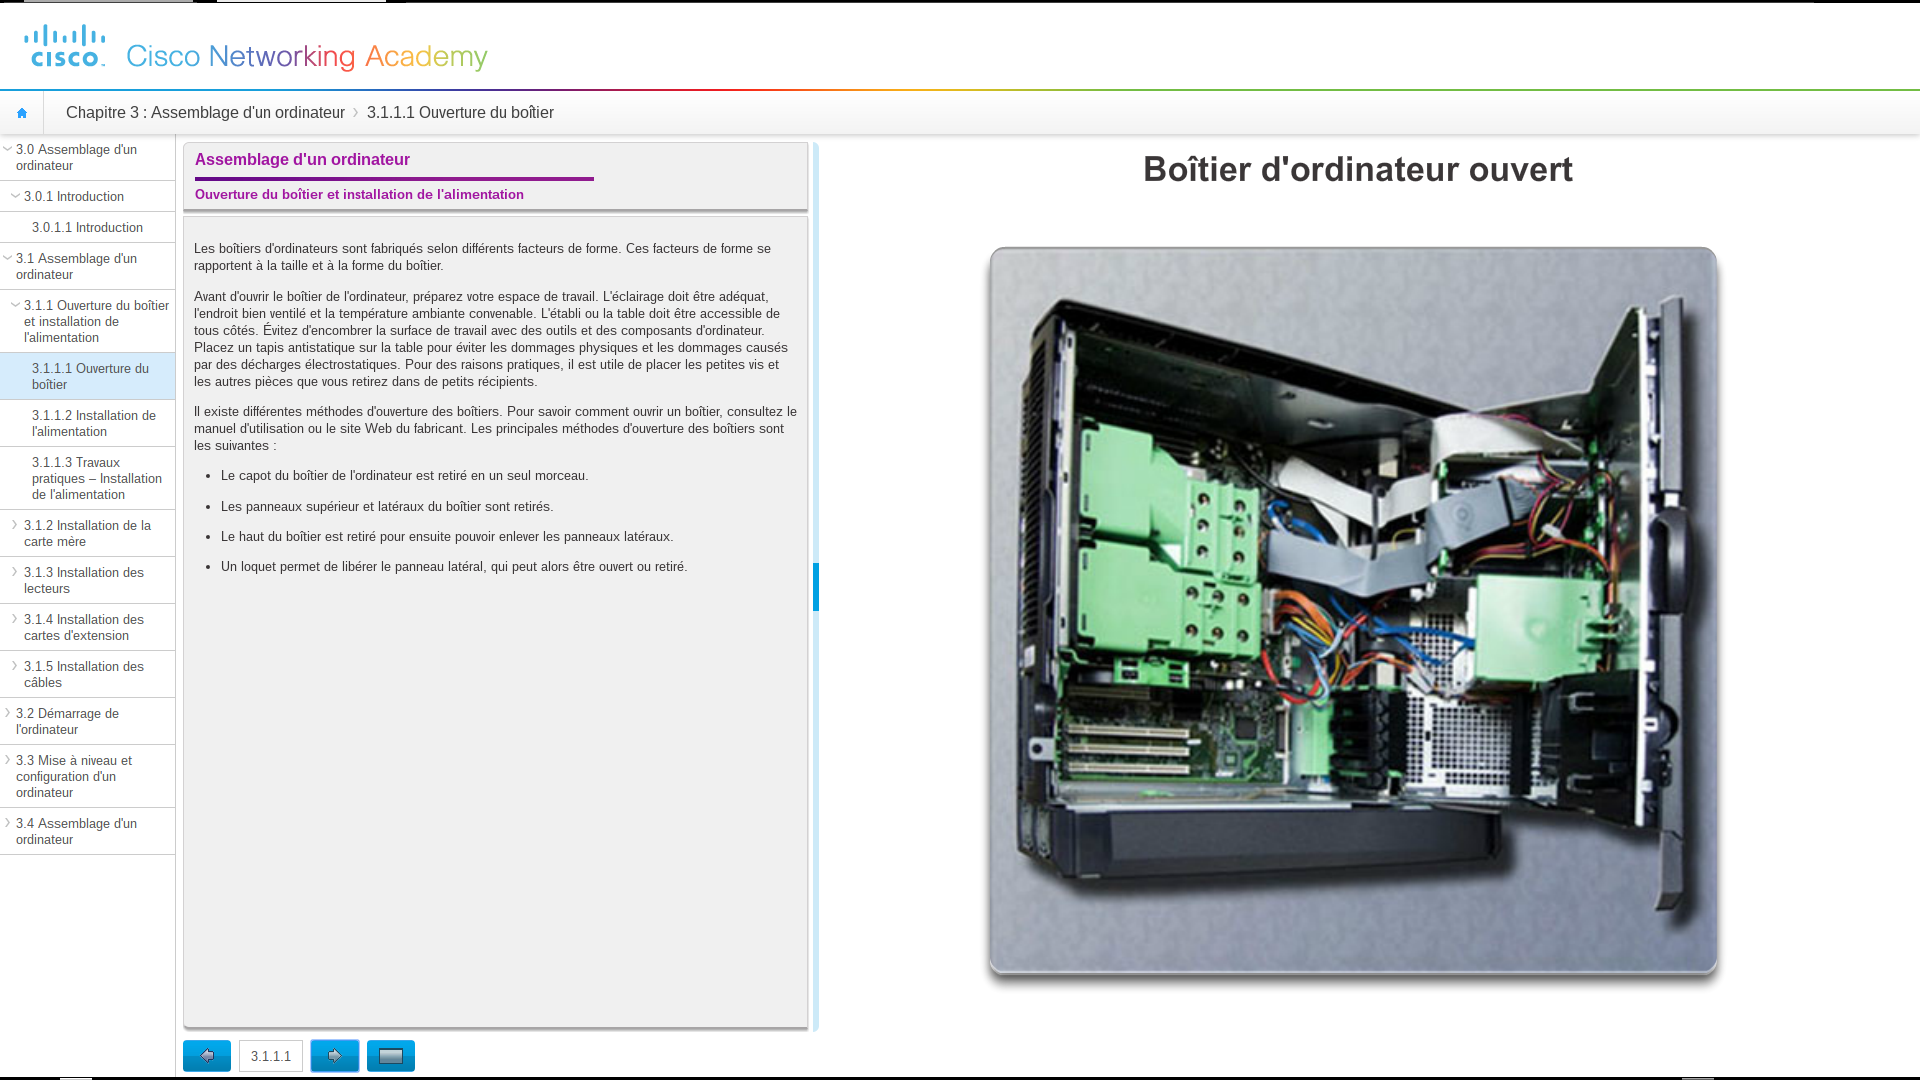 cisco
Cisco Networking Academy
Chapitre 3 : Assemblage d'un ordinateur 3.1.1.1 Ouverture du boîtier
3.0 Assemblage d'un
ordinateur
3.0.1 Introduction
3.0.1.1 Introduction
3.1 Assemblage d'un
ordinateur
3.1.1 Ouverture du boîtier
et installation de
l'alimentation
3.1.1.1 Ouverture du
boîtier
3.1.1.2 Installation de
l'alimentation
3.1.1.3 Travaux
pratiques – Installation
de l'alimentation
3.1.2 Installation de la
carte mère
3.1.3 Installation des
lecteurs
3.1.4 Installation des
cartes d'extension
3.1.5 Installation des
câbles
3.2 Démarrage de
l'ordinateur
3.3 Mise à niveau et
configuration d'un
ordinateur
3.4 Assemblage d'un
ordinateur
Assemblage d'un ordinateur
Ouverture du boîtier et installation de l'alimentation
Les boîtiers d'ordinateurs sont fabriqués selon différents facteurs de forme. Ces facteurs de forme se
rapportent à la taille et à la forme du boîtier.
Avant d'ouvrir le boîtier de l'ordinateur, préparez votre espace de travail. L'éclairage doit être adéquat,
l'endroit bien ventilé et la température ambiante convenable. L'établi ou la table doit être accessible de
tous côtés. Évitez d'encombrer la surface de travail avec des outils et des composants d'ordinateur.
Placez un tapis antistatique sur la table pour éviter les dommages physiques et les dommages causés
par des décharges électrostatiques. Pour des raisons pratiques, il est utile de placer les petites vis et
les autres pièces que vous retirez dans de petits récipients.
Il existe différentes méthodes d'ouverture des boîtiers. Pour savoir comment ouvrir un boîtier, consultez le
manuel d'utilisation ou le site Web du fabricant. Les principales méthodes d'ouverture des boîtiers sont
les suivantes :
• Le capot du boîtier de l'ordinateur est retiré en un seul morceau.
• Les panneaux supérieur et latéraux du boîtier sont retirés.
• Le haut du boîtier est retiré pour ensuite pouvoir enlever les panneaux latéraux.
• Un loquet permet de libérer le panneau latéral, qui peut alors être ouvert ou retiré.
3.1.1.1
Boîtier d'ordinateur ouvert